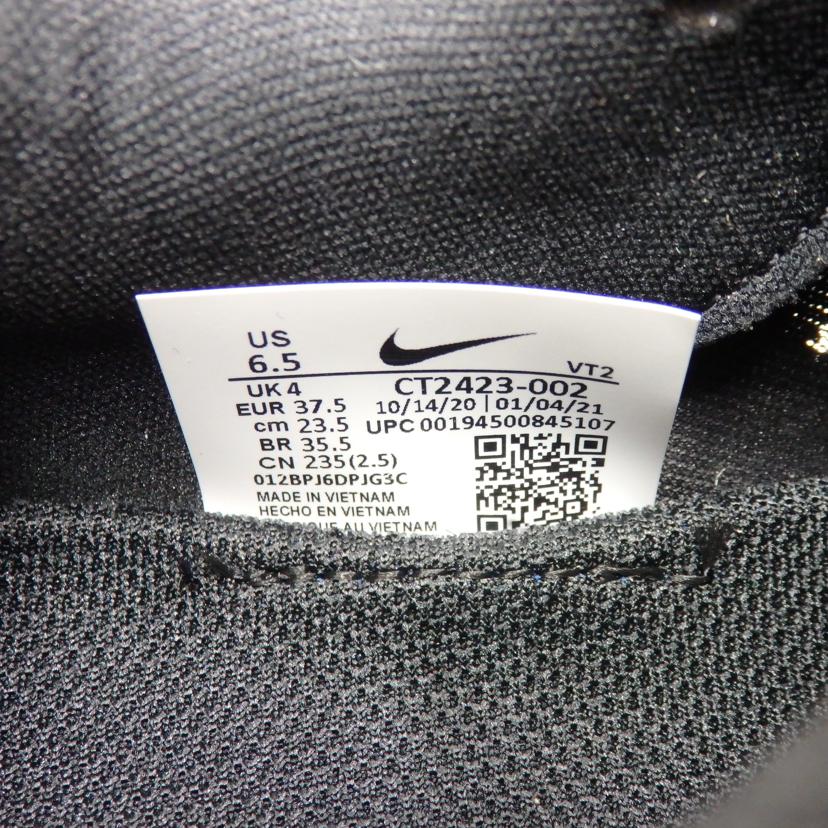 US
6.5
VT2
UK 4
CT2423-002
EUR 37.5
10/14/20 | 01/04/21
cm 23.5
UPC 00194500845107
BR 35.5
CN 235(2.5)
012BPJ6DPJG3C
MADE IN VIETNAM
HECHO EN VIETNAM
AU VIETNAM